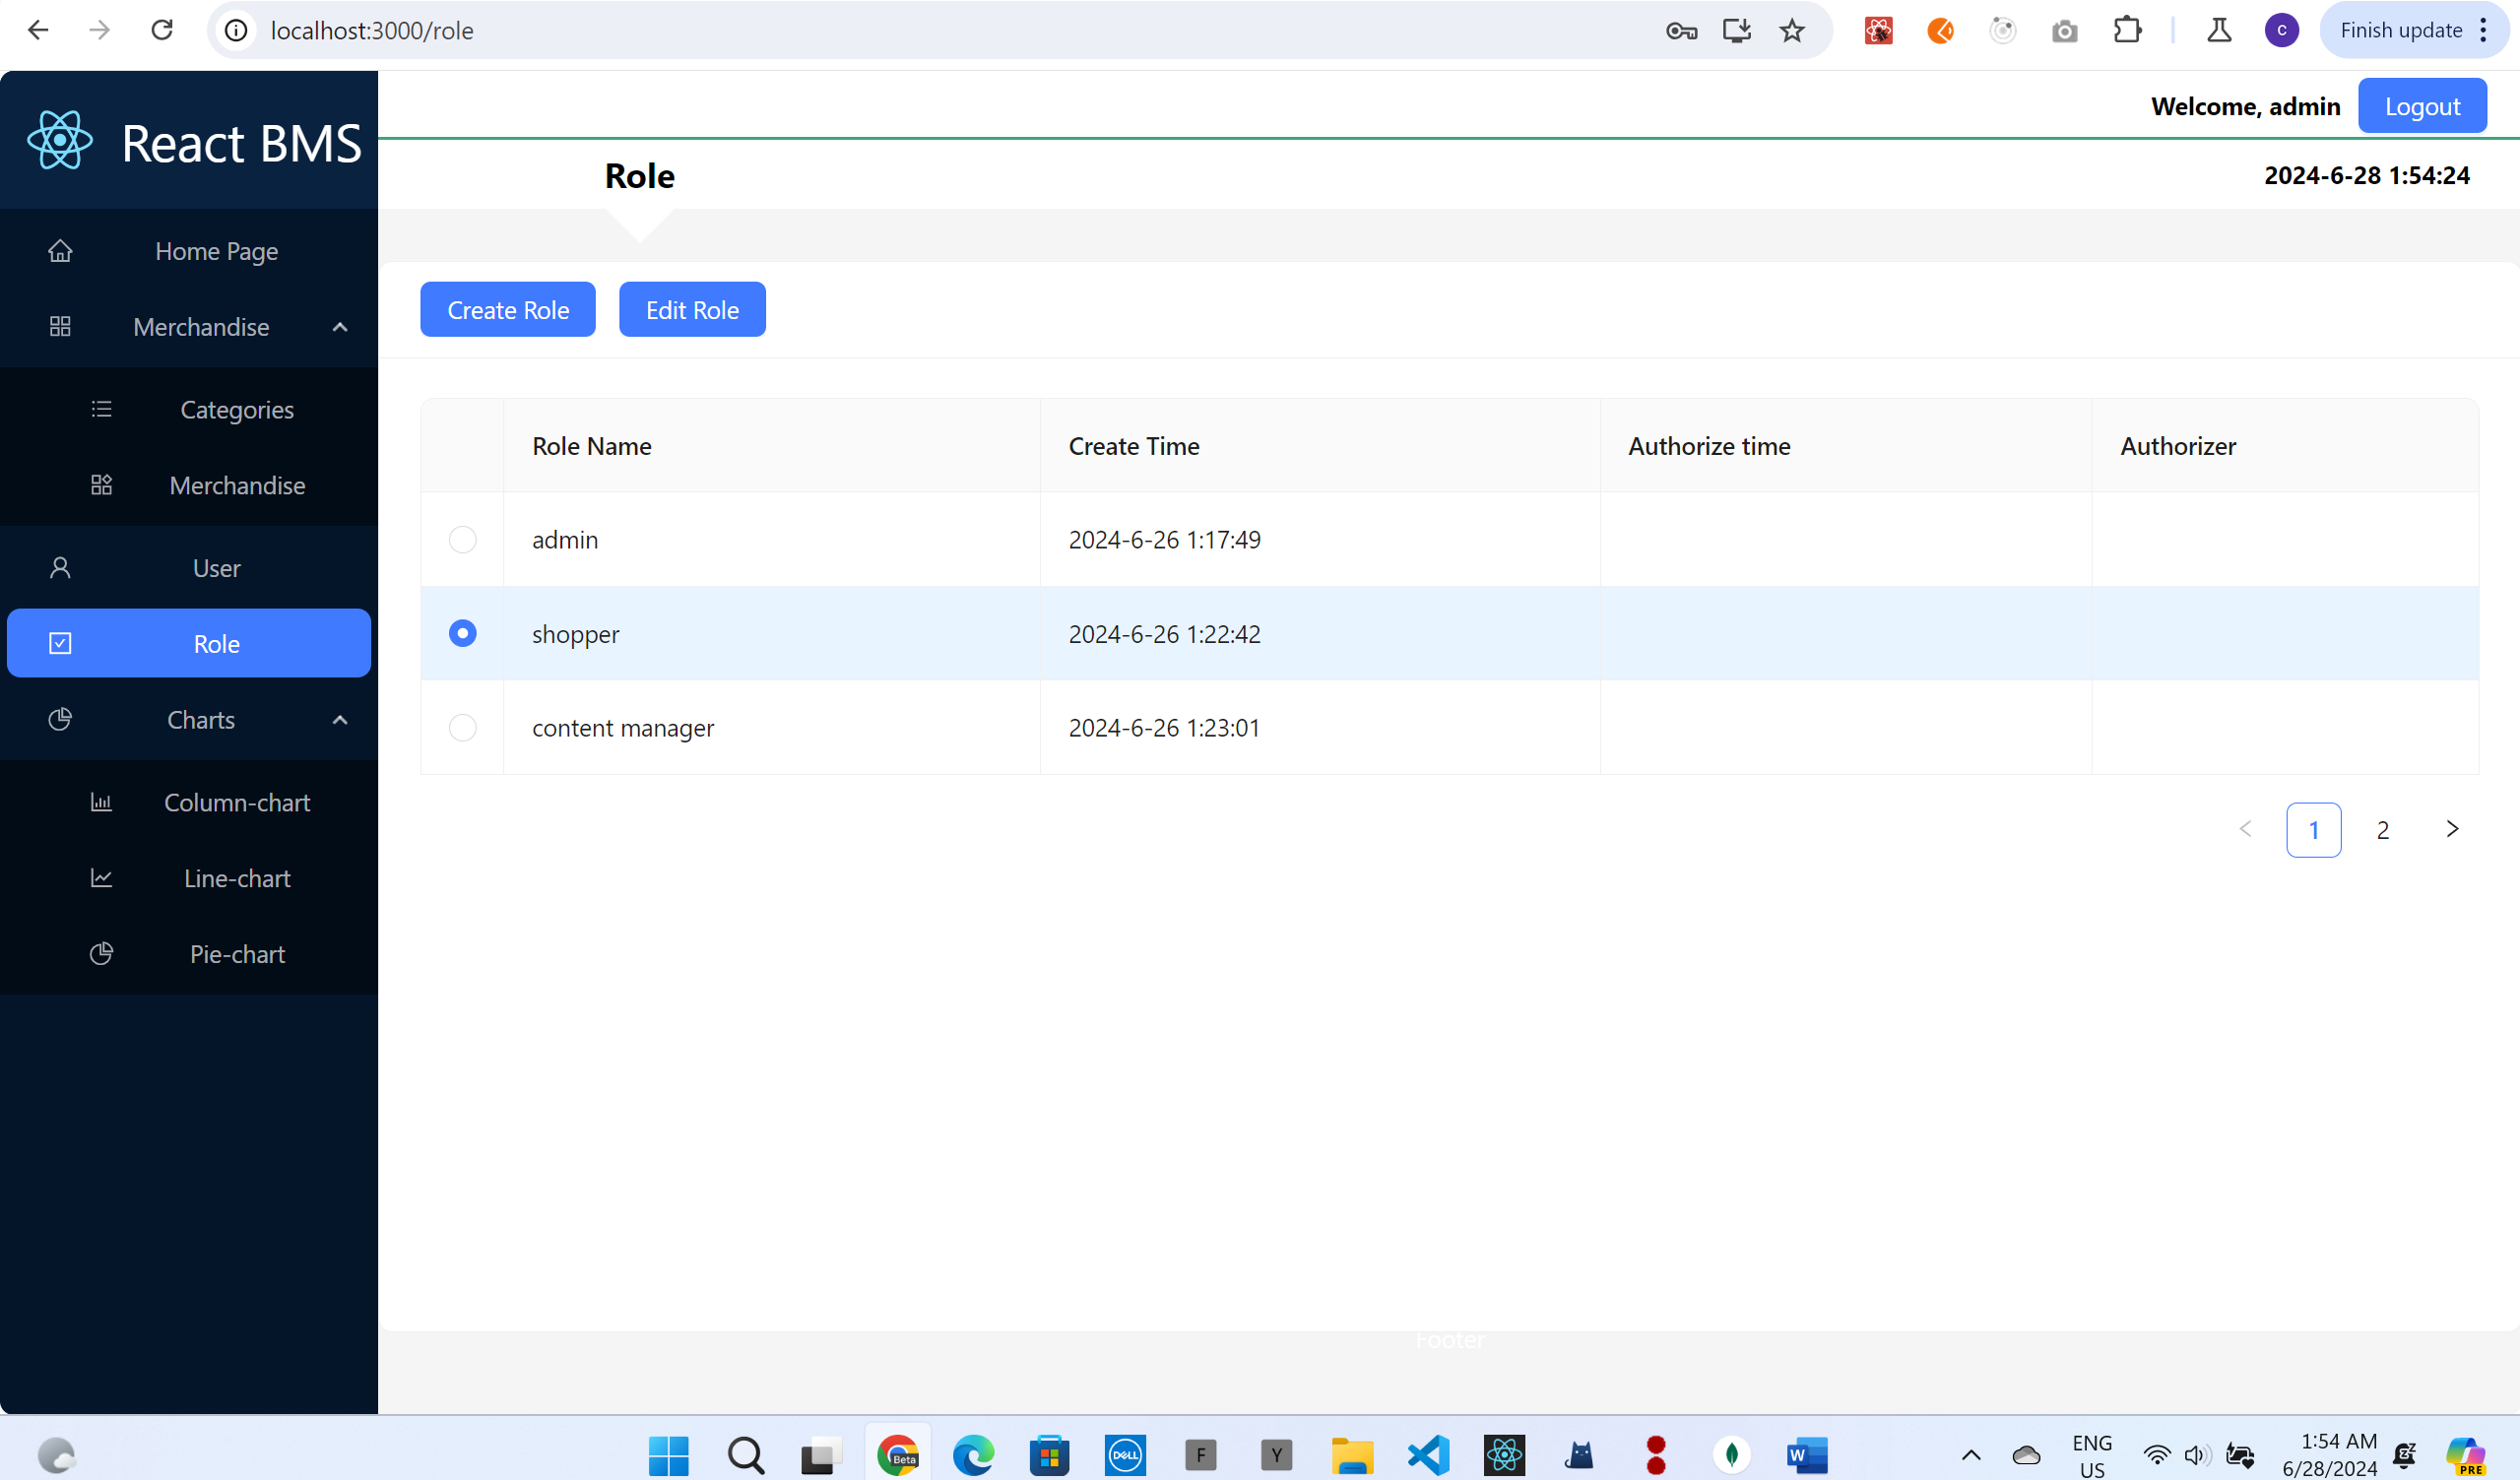 localhost:3000/role
C
Finish update
React BMS
Welcome, admin
Logout
Role
2024-6-28 1:54:24
Home Page
Merchandise
Categories
Merchandise
User
Role
Charts
Column-chart
Line-chart
Pie-chart
Create Role
Edit Role
Role Name
Create Time
Authorize time
Authorizer
admin
2024-6-26 1:17:49
shopper
2024-6-26 1:22:42
content manager
2024-6-26 1:23:01
1
2
Footer
Beta
DELL
F
Y
W
ENG
US
1:54 AM
6/28/2024
PRE